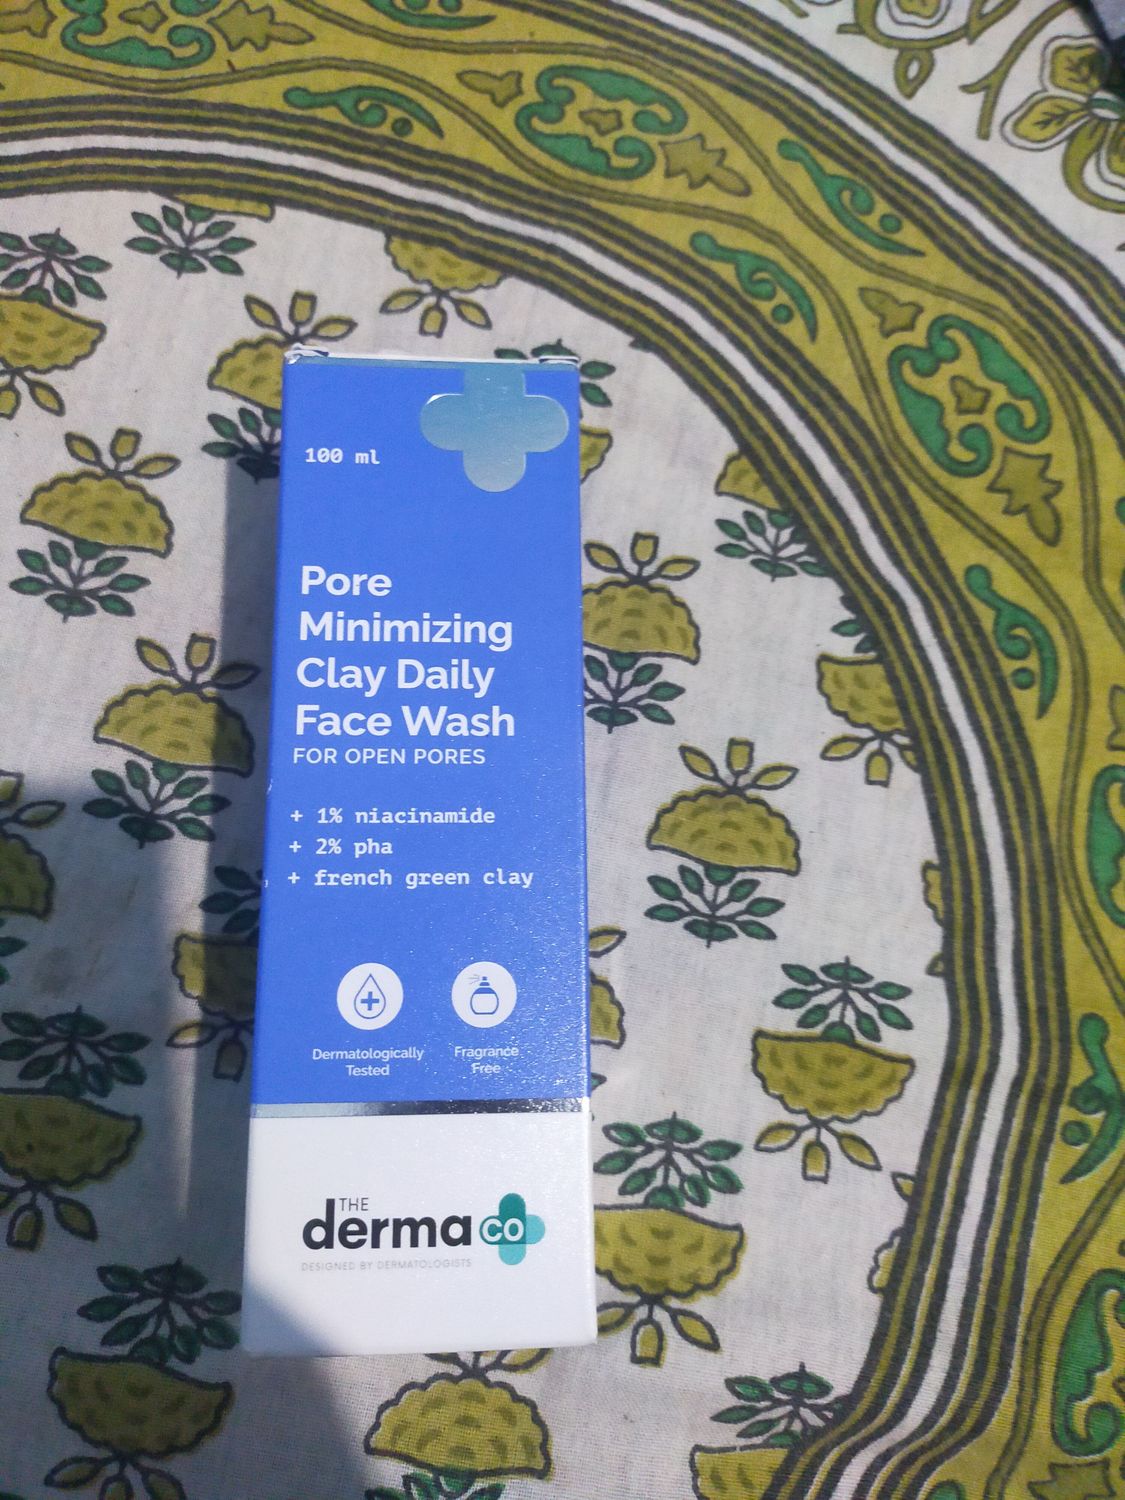 100 ml
Pore
Minimizing
Clay Daily
Face Wash
FOR OPEN PORES
+ 1% niacinamide
+ 2% pha
+ french green clay
Dermatologically
Tested
Fragrance
Free
THE
derma co
DESIGNED BY DERMATOLOGISTS